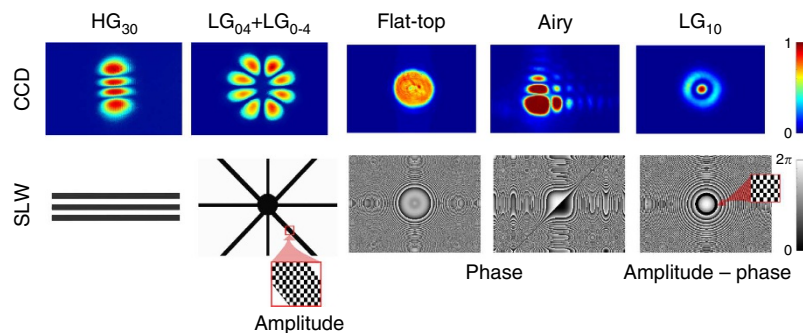 HG₃₀ LG₀₄+LG₀₋₄ Flat-top Airy LG₁₀
CCD
1
0
SLW
2π
0
Phase
Amplitude – phase
Amplitude